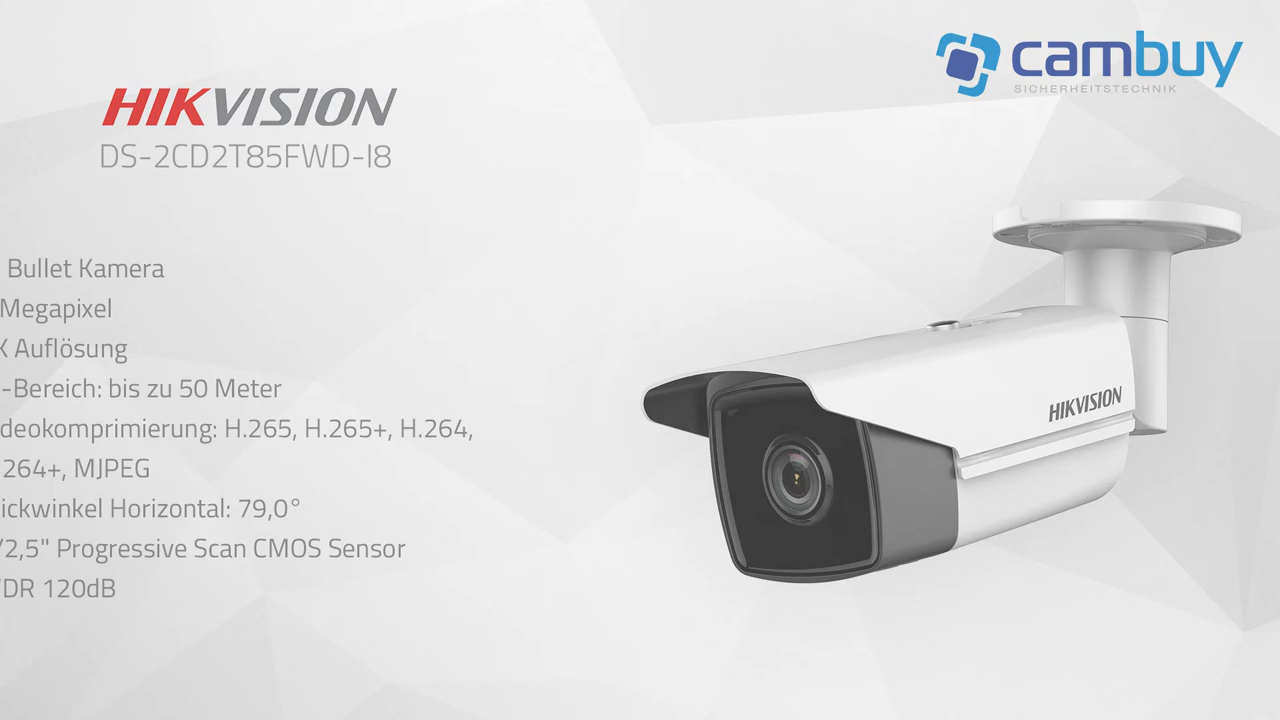 cambuy
SICHERHEITSTECHNIK
HIKVISION
DS-2CD2T85FWD-I8
Bullet Kamera
Megapixel
Auflösung
-Bereich: bis zu 50 Meter
deokomprimierung: H.265, H.265+, H.264,
264+, MJPEG
ickwinkel Horizontal: 79,0°
/2,5" Progressive Scan CMOS Sensor
DR 120dB
HIKVISION